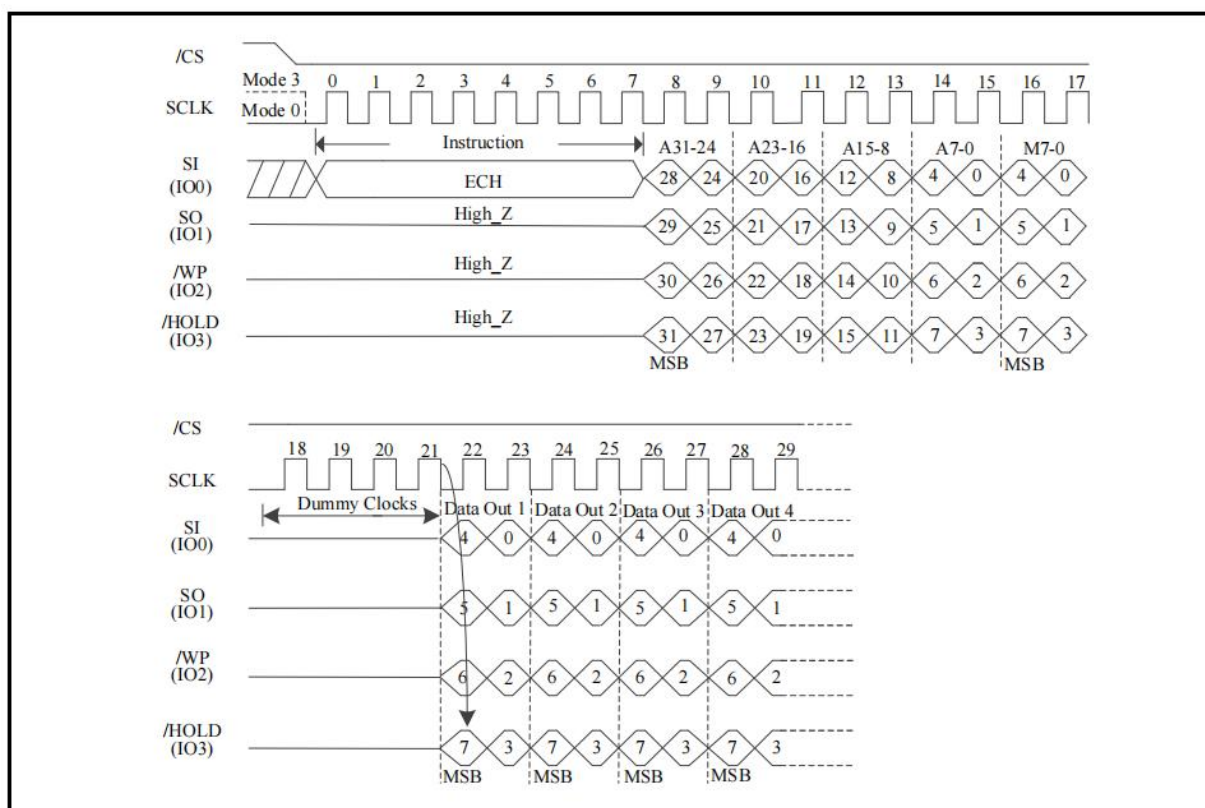 /CS
Mode 3 0 1 2 3 4 5 6 7 8 9 10 11 12 13 14 15 16 17
SCLK Mode 0
Instruction A31-24 A23-16 A15-8 A7-0 M7-0
SI
(IO0) ECH 28 24 20 16 12 8 4 0 4 0
SO High_Z
(IO1) 29 25 21 17 13 9 5 1 5 1
/WP High_Z
(IO2) 30 26 22 18 14 10 6 2 6 2
/HOLD High_Z
(IO3) 31 27 23 19 15 11 7 3 7 3
MSB MSB
/CS
18 19 20 21 22 23 24 25 26 27 28 29
SCLK
Dummy Clocks Data Out 1 Data Out 2 Data Out 3 Data Out 4
SI
(IO0) 4 0 4 0 4 0 4 0
SO
(IO1) 5 1 5 1 5 1 5 1
/WP
(IO2) 6 2 6 2 6 2 6 2
/HOLD
(IO3) 7 3 7 3 7 3 7 3
MSB MSB MSB MSB